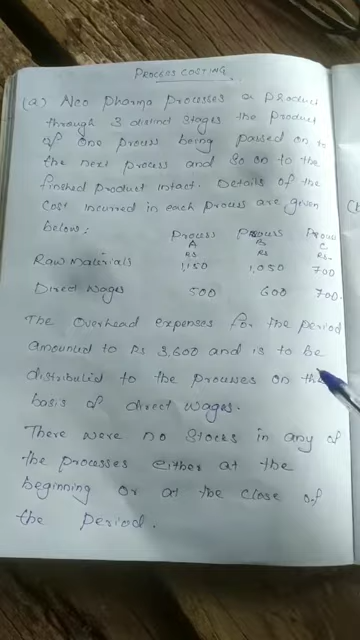 PROCESS COSTING
(Q) Neo Pharma Processes a Product
through 3 distinct stages the Product
of one process being passed on to
the next process and so on to the
finished product intact. Details of the
cost incurred in each process are given
below:
Process Process Process
A B C
Rs Rs Rs.
Raw Materials 1,150 1,050 700
Direct wages 500 600 700.
The Overhead expenses for the period
amounted to Rs 3,600 and is to be
distributed to the processes on the
basis of direct wages.
There were no stocks in any of
the processes either at the
beginning or at the close of
the period.